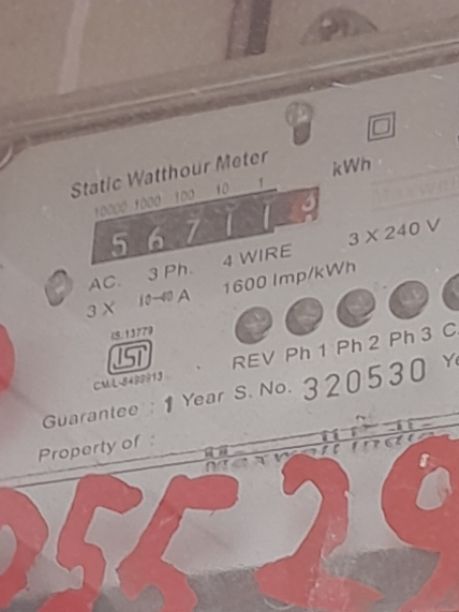 Static Watthour Meter
10000 1000 100 10 1
5 6 7 1 1 kWh
AC. 3 Ph. 4 WIRE 3 X 240 V
3 X 10-40 A 1600 Imp/kWh
IS:13779
ISI
REV Ph 1 Ph 2 Ph 3
Guarantee : 1 Year S. No. 320530
Property of :
5529